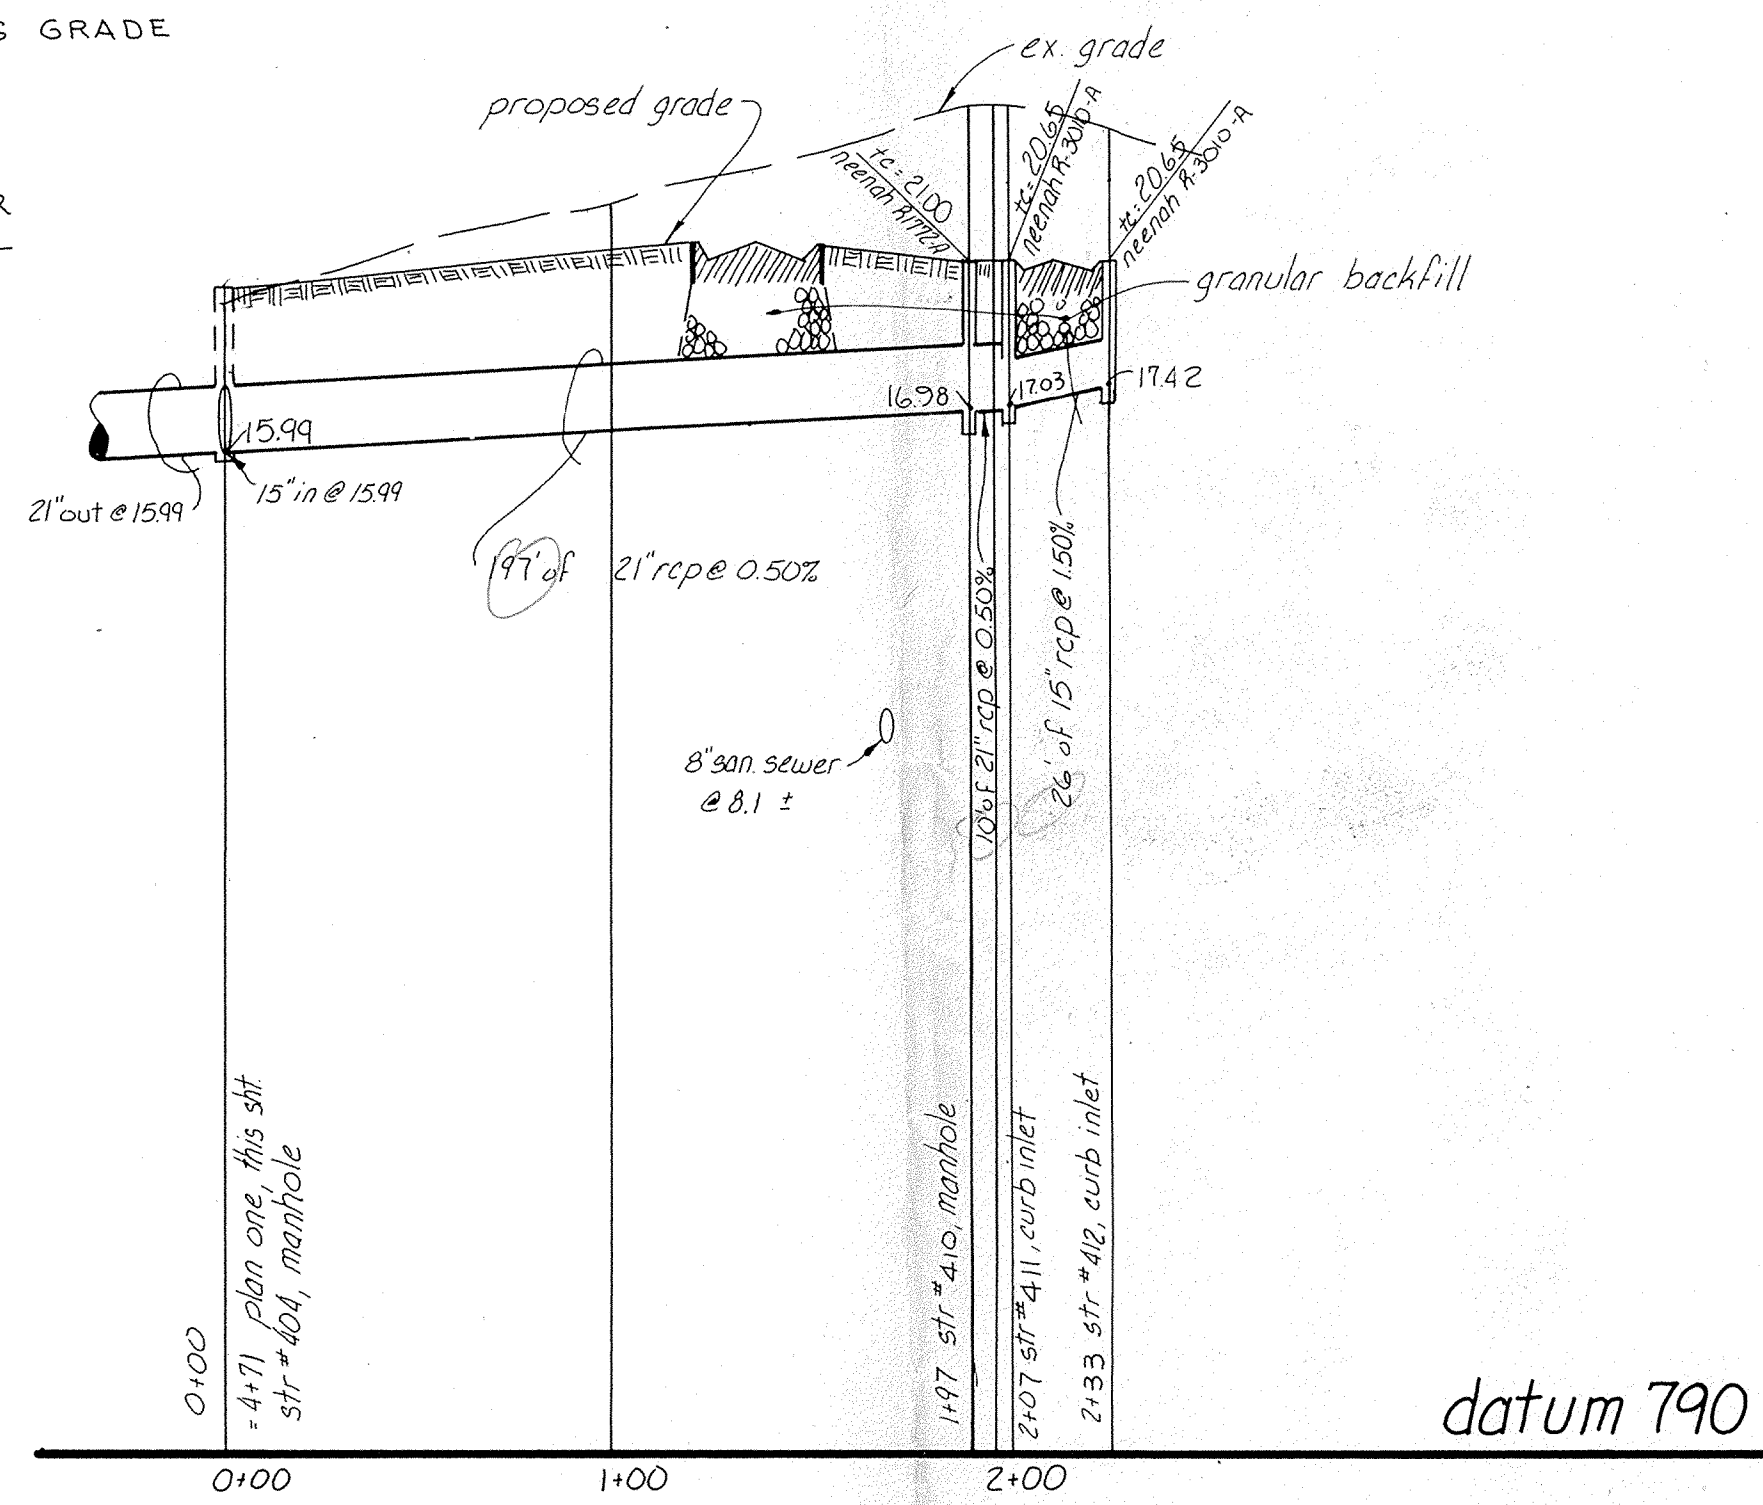 GRADE
ex. grade
proposed grade
tc = 21.00
neenah R1772A
tc = 20.65
neenah R-3010-A
tc = 20.65
neenah R-3010-A
granular backfill
16.98
17.03
17.42
15.99
15" in @ 15.99
21" out @ 15.99
197' of 21" rcp @ 0.50%
10' of 21" rcp @ 0.50%
26' of 15" rcp @ 1.50%
8" san. sewer
@ 8.1 ±
0+00
= 4+71 plan one, this sht.
str #404, manhole
1+97 str #410, manhole
2+07 str #411, curb inlet
2+33 str #412, curb inlet
datum 790
0+00
1+00
2+00